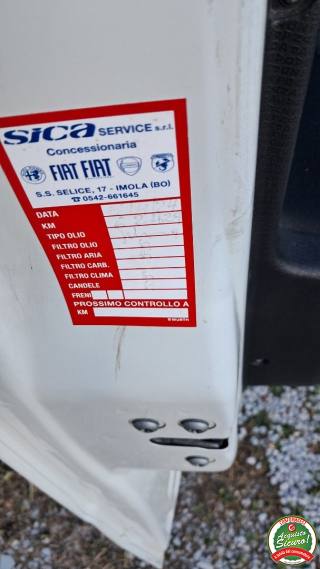 sica SERVICE s.r.l.
Concessionaria
FIAT FIAT
S.S. SELICE, 17 - IMOLA (BO)
☎ 0542-661645
DATA
KM
TIPO OLIO
FILTRO OLIO
FILTRO ARIA
FILTRO CARB.
FILTRO CLIMA
CANDELE
FRENI
PROSSIMO CONTROLLO A
KM
WÜRTH
Acquisto
Sicuro!